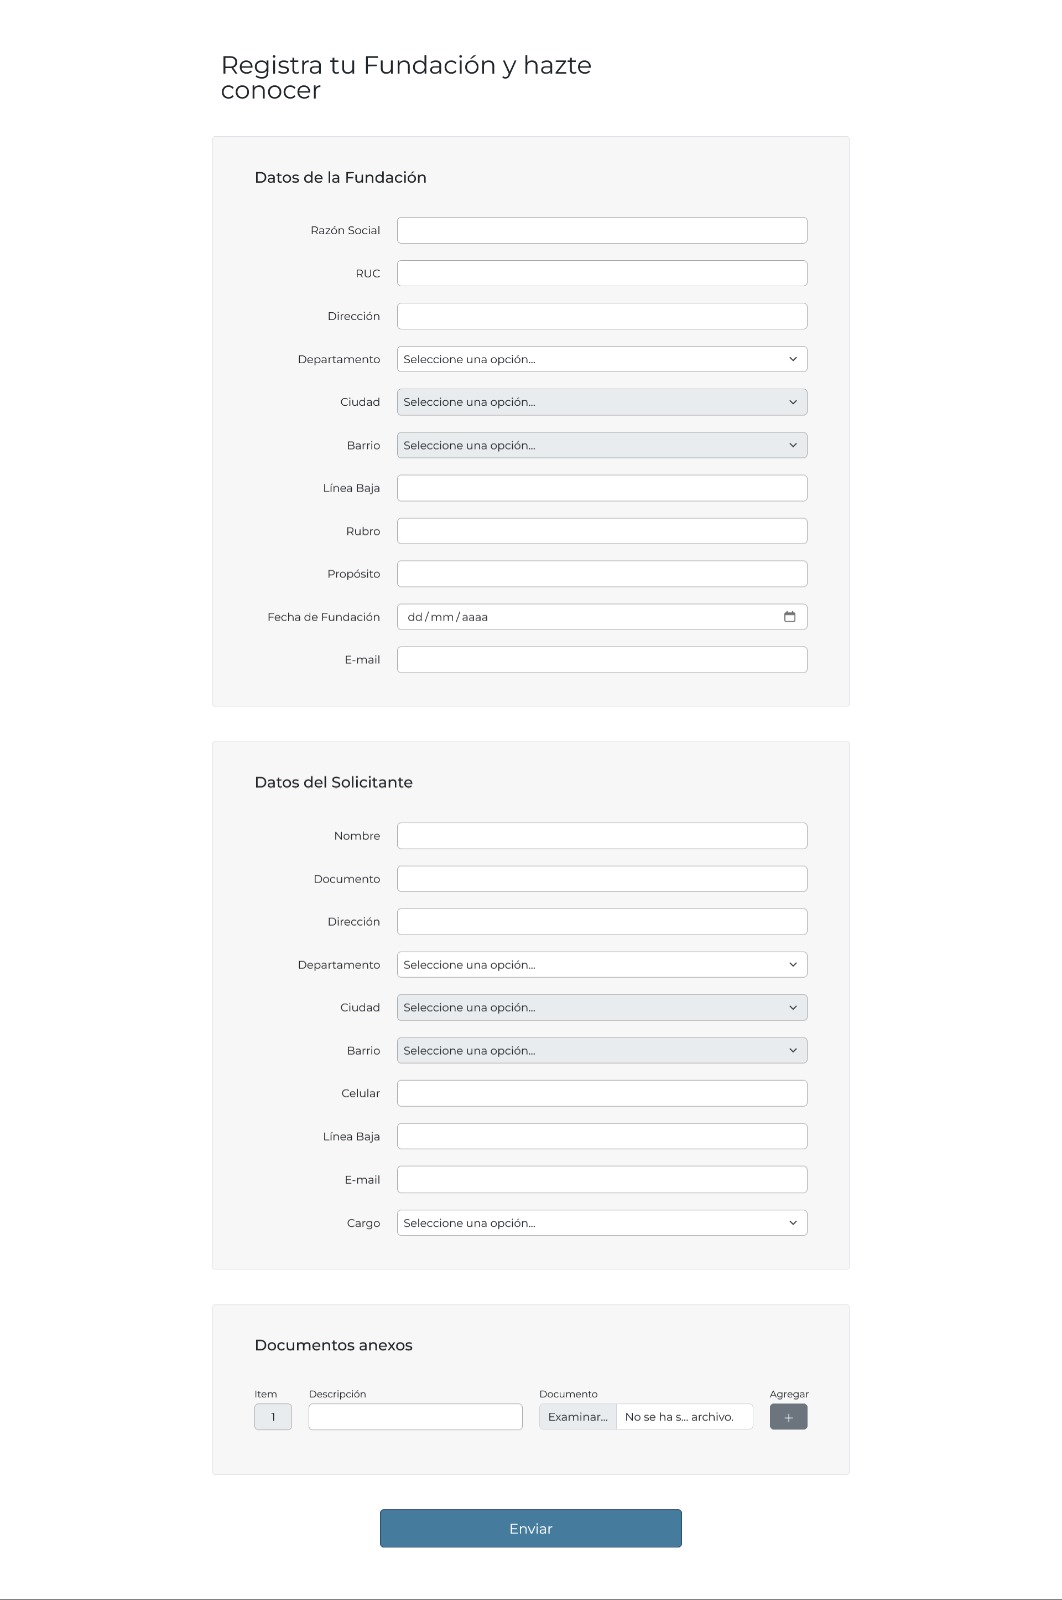 Registra tu Fundación y hazte
conocer
Datos de la Fundación
Razón Social
RUC
Dirección
Departamento Seleccione una opción...
Ciudad Seleccione una opción...
Barrio Seleccione una opción...
Línea Baja
Rubro
Propósito
Fecha de Fundación dd/mm/aaaa
E-mail
Datos del Solicitante
Nombre
Documento
Dirección
Departamento Seleccione una opción...
Ciudad Seleccione una opción...
Barrio Seleccione una opción...
Celular
Línea Baja
E-mail
Cargo Seleccione una opción...
Documentos anexos
Item Descripción Documento Agregar
1 Examinar... No se ha s... archivo. +
Enviar